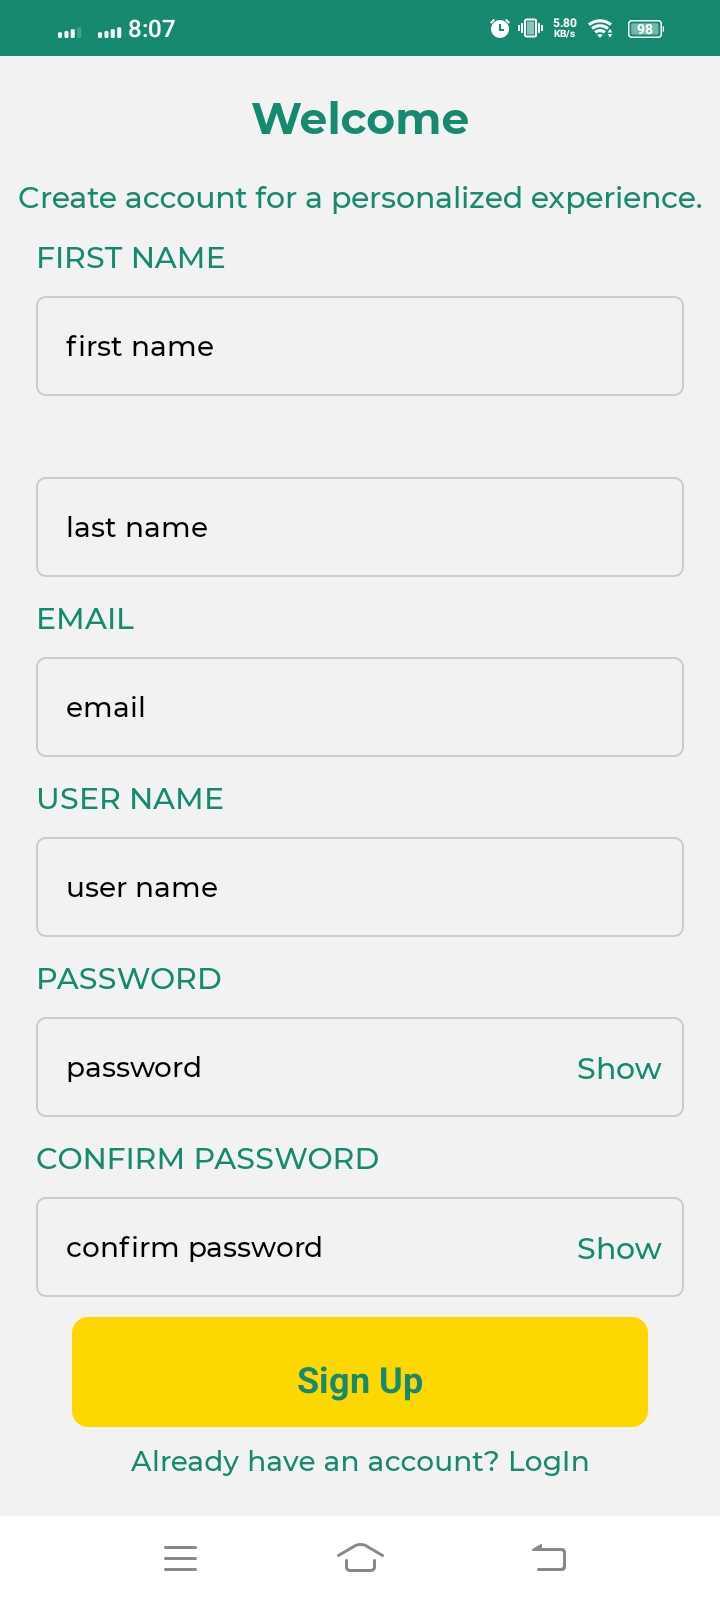 8:07 5.80 KB/s 98
Welcome
Create account for a personalized experience.
FIRST NAME
first name
last name
EMAIL
email
USER NAME
user name
PASSWORD
password Show
CONFIRM PASSWORD
confirm password Show
Sign Up
Already have an account? LogIn